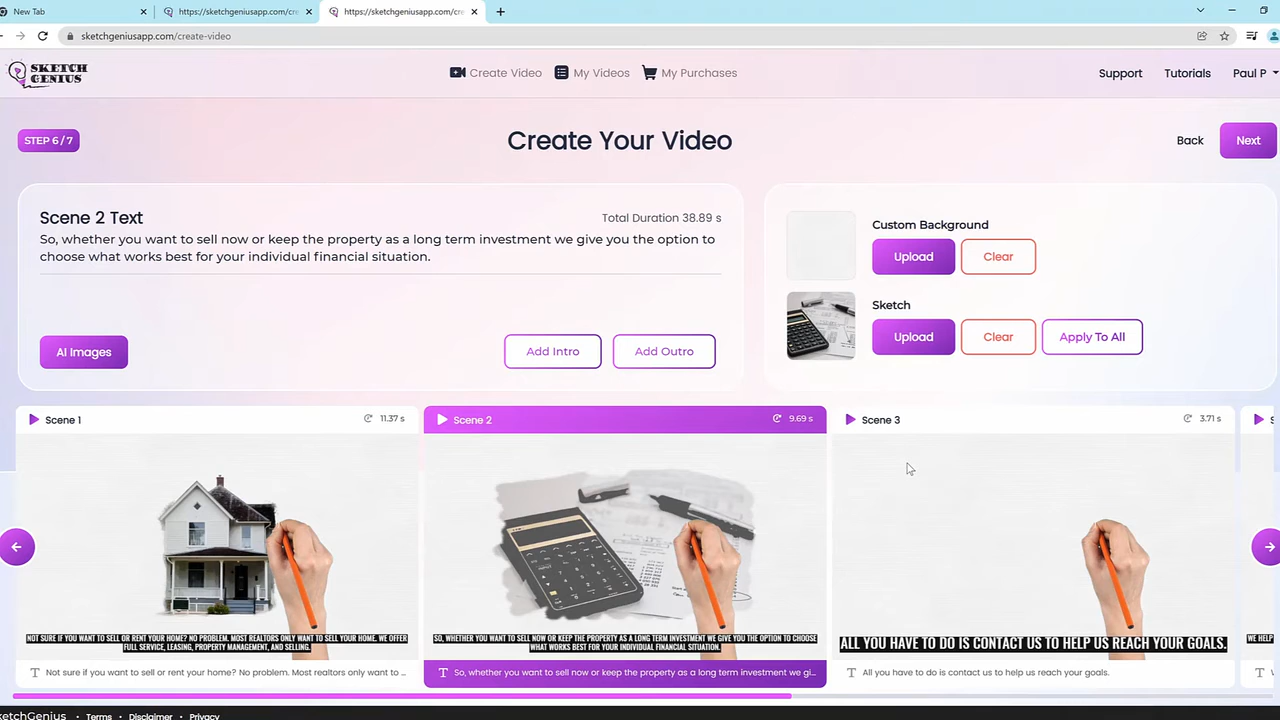 New Tab
https://sketchgeniusapp.com/cre
https://sketchgeniusapp.com/cre
sketchgeniusapp.com/create-video
SKETCH
GENIUS
Create Video
My Videos
My Purchases
Support
Tutorials
Paul P
STEP 6 / 7
Create Your Video
Back
Next
Scene 2 Text
Total Duration 38.89 s
So, whether you want to sell now or keep the property as a long term investment we give you the option to
choose what works best for your individual financial situation.
AI Images
Add Intro
Add Outro
Custom Background
Upload
Clear
Sketch
Upload
Clear
Apply To All
Scene 1
11.37 s
Scene 2
9.69 s
Scene 3
3.71 s
NOT SURE IF YOU WANT TO SELL OR RENT YOUR HOME? NO PROBLEM. MOST REALTORS ONLY WANT TO SELL YOUR HOME. WE OFFER
FULL SERVICE, LEASING, PROPERTY MANAGEMENT, AND SELLING.
SO, WHETHER YOU WANT TO SELL NOW OR KEEP THE PROPERTY AS A LONG TERM INVESTMENT WE GIVE YOU THE OPTION TO CHOOSE
WHAT WORKS BEST FOR YOUR INDIVIDUAL FINANCIAL SITUATION.
ALL YOU HAVE TO DO IS CONTACT US TO HELP US REACH YOUR GOALS.
WE HELP
Not sure if you want to sell or rent your home? No problem. Most realtors only want to ...
So, whether you want to sell now or keep the property as a long term investment we gi...
All you have to do is contact us to help us reach your goals.
ketchGenius
Terms
Disclaimer
Privacy